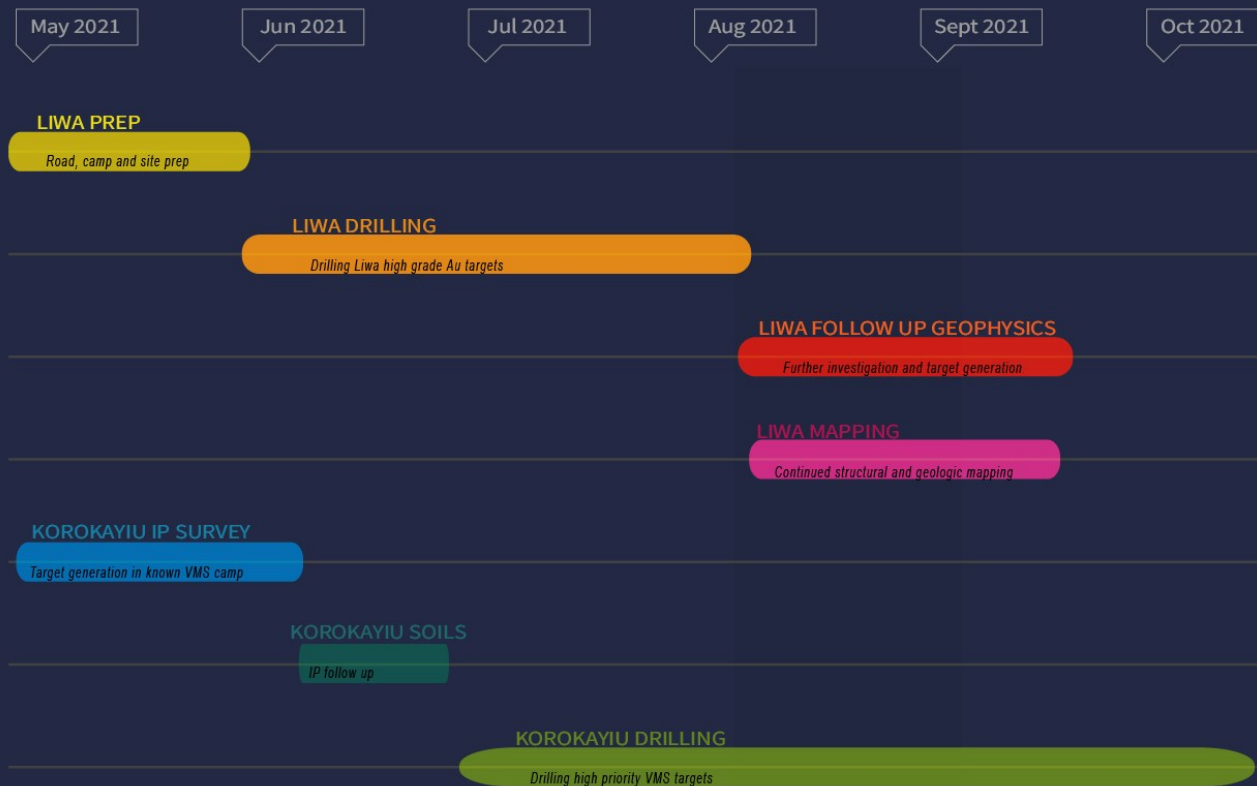 May 2021
Jun 2021
Jul 2021
Aug 2021
Sept 2021
Oct 2021
LIWA PREP
Road, camp and site prep
LIWA DRILLING
Drilling Liwa high grade Au targets
LIWA FOLLOW UP GEOPHYSICS
Further investigation and target generation
LIWA MAPPING
Continued structural and geologic mapping
KOROKAYIU IP SURVEY
Target generation in known VMS camp
KOROKAYIU SOILS
IP follow up
KOROKAYIU DRILLING
Drilling high priority VMS targets